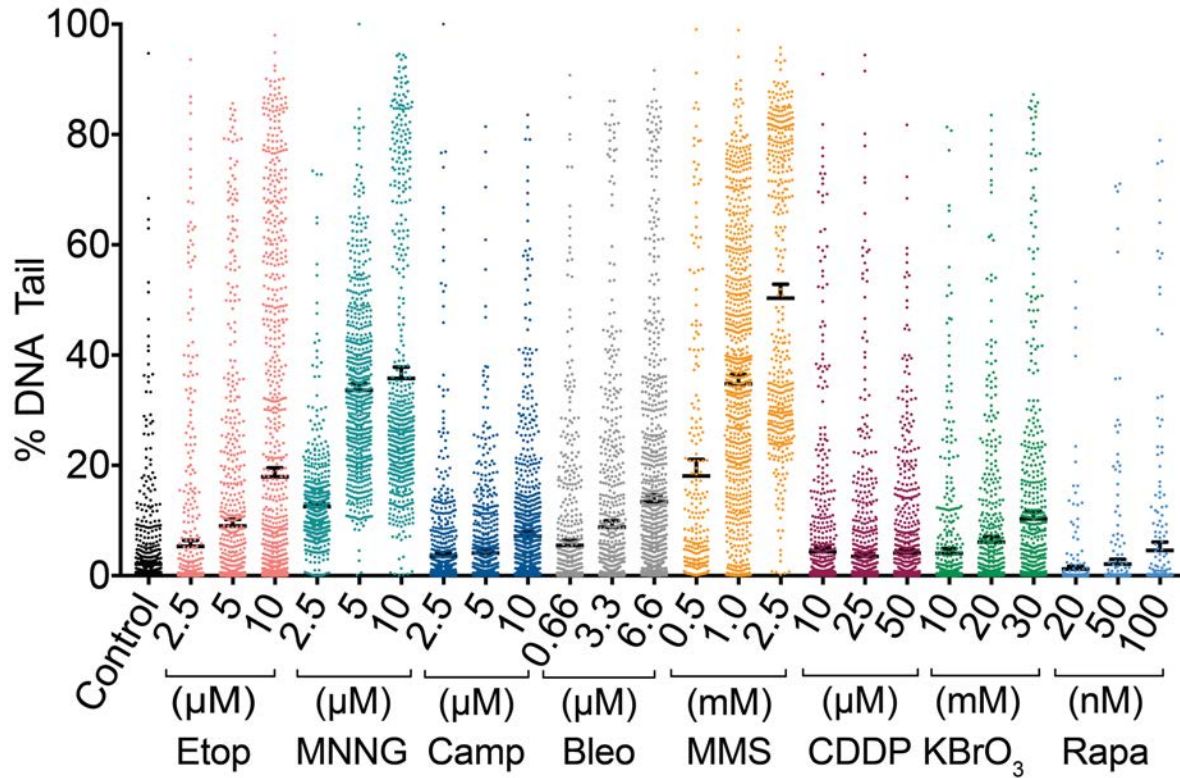 % DNA Tail
100
80
60
40
20
0
Control 2.5 5 10 2.5 5 10 2.5 5 10 0.66 3.3 6.6 0.5 1.0 2.5 10 25 50 10 20 30 20 50 100
(µM) (µM) (µM) (µM) (mM) (µM) (mM) (nM)
Etop MNNG Camp Bleo MMS CDDP KBrO₃ Rapa